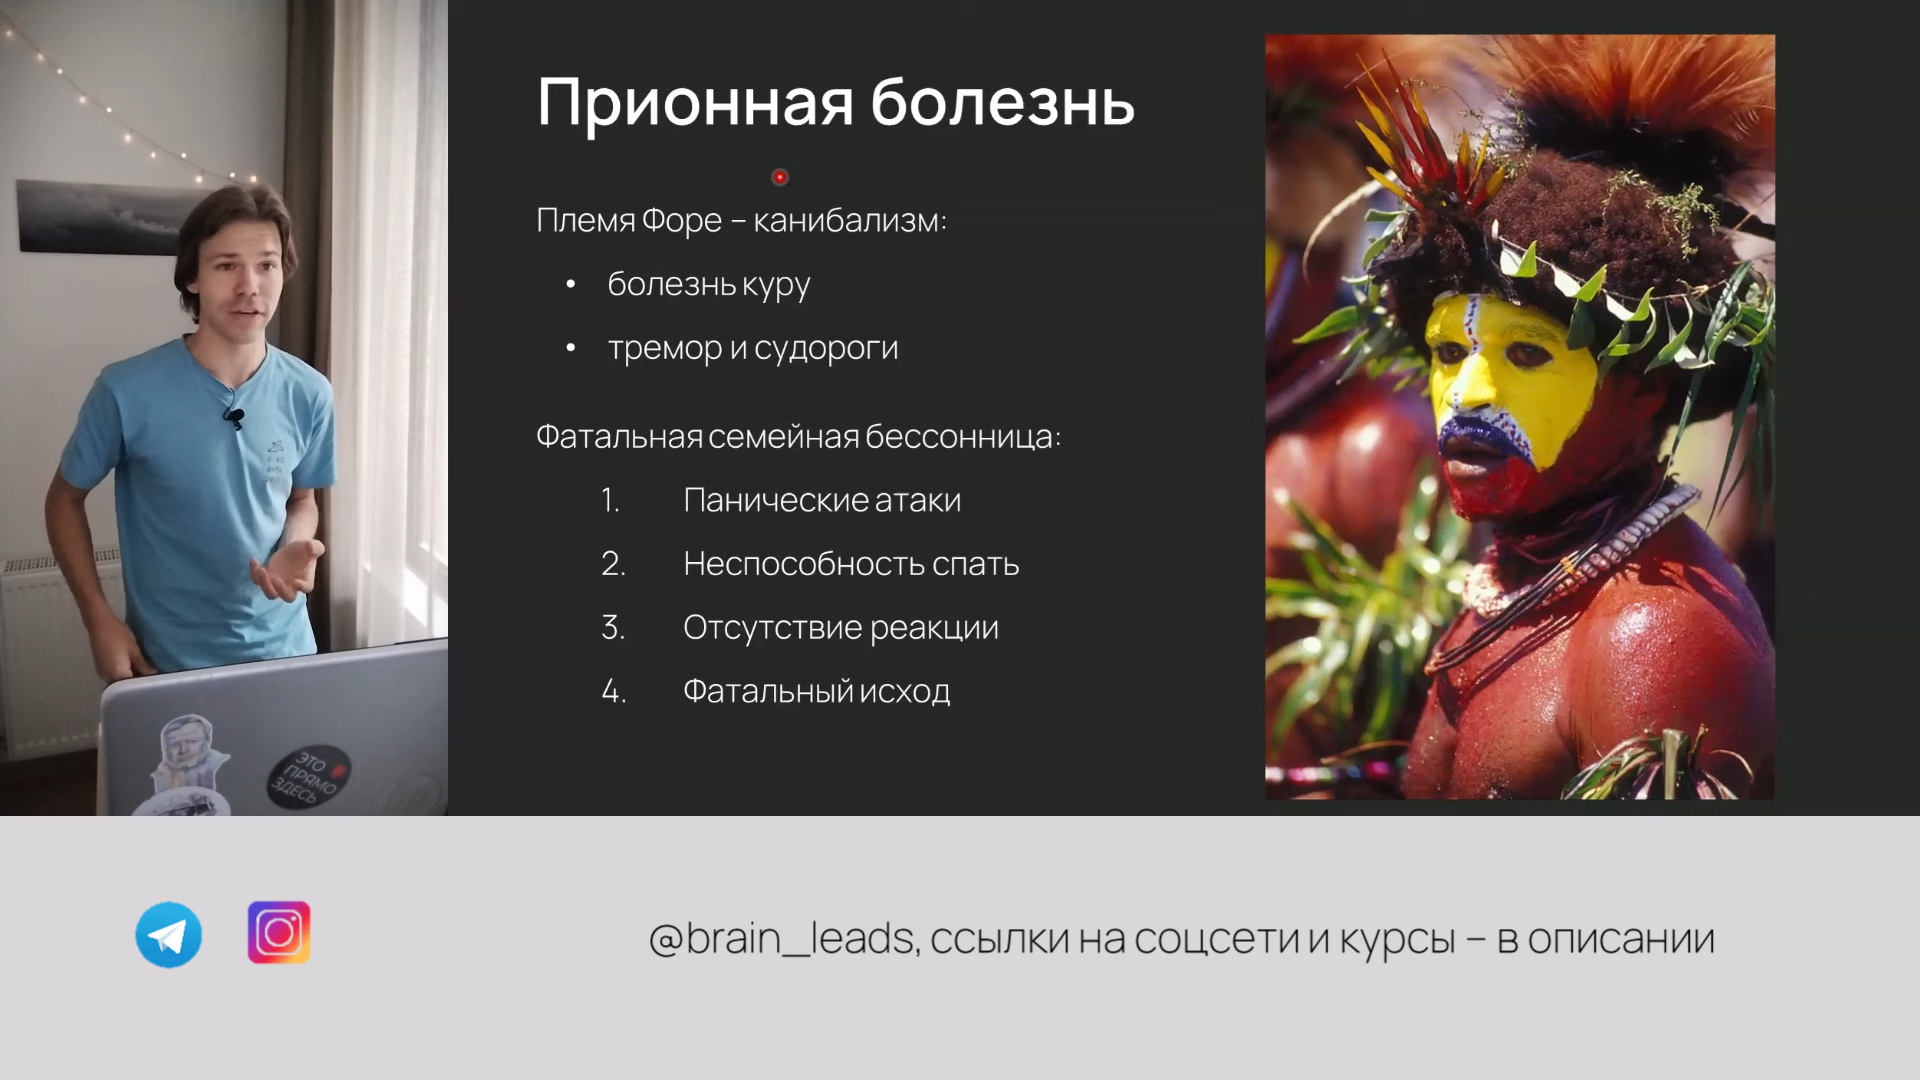 Прионная болезнь
Племя Форе – канибализм:
• болезнь куру
• тремор и судороги
Фатальная семейная бессонница:
1. Панические атаки
2. Неспособность спать
3. Отсутствие реакции
4. Фатальный исход
ЭТО
ПРЯМО
ЗДЕСЬ
@brain_leads, ссылки на соцсети и курсы – в описании